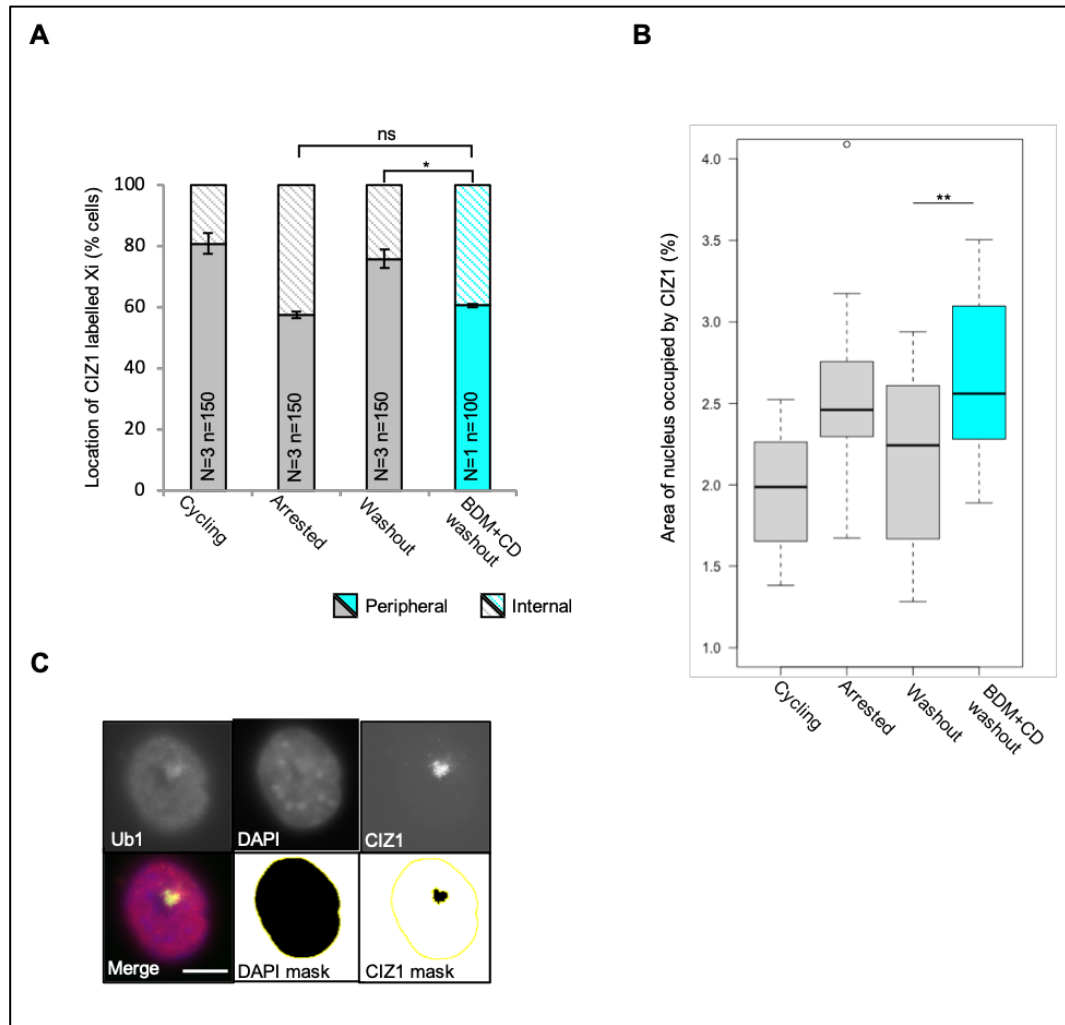 A
ns
*
Location of CIZ1 labelled Xi (% cells)
100
80
60
40
20
0
N=3 n=150
N=3 n=150
N=3 n=150
N=1 n=100
Cycling
Arrested
Washout
BDM+CD
washout
Peripheral
Internal
B
Area of nucleus occupied by CIZ1 (%)
4.0
3.5
3.0
2.5
2.0
1.5
1.0
**
Cycling
Arrested
Washout
BDM+CD
washout
C
Ub1
DAPI
CIZ1
Merge
DAPI mask
CIZ1 mask